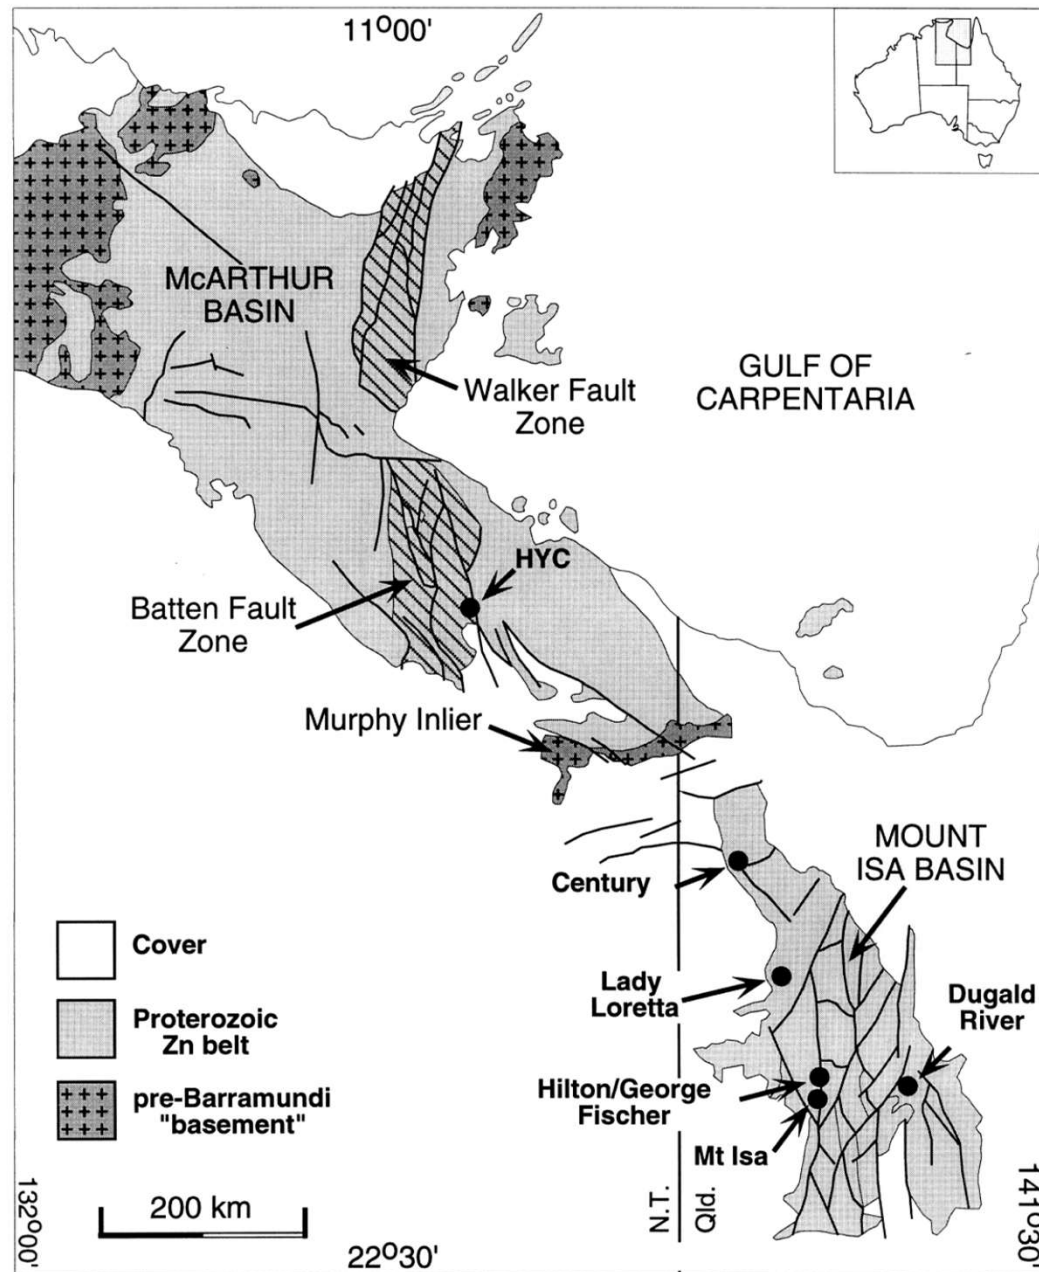 11°00'
McARTHUR
BASIN
Walker Fault
Zone
GULF OF
CARPENTARIA
HYC
Batten Fault
Zone
Murphy Inlier
MOUNT
ISA BASIN
Century
Cover
Lady
Loretta
Dugald
River
Proterozoic
Zn belt
Hilton/George
Fischer
pre-Barramundi
"basement"
Mt Isa
200 km
N.T.
Qld.
132°00'
22°30'
141°30'